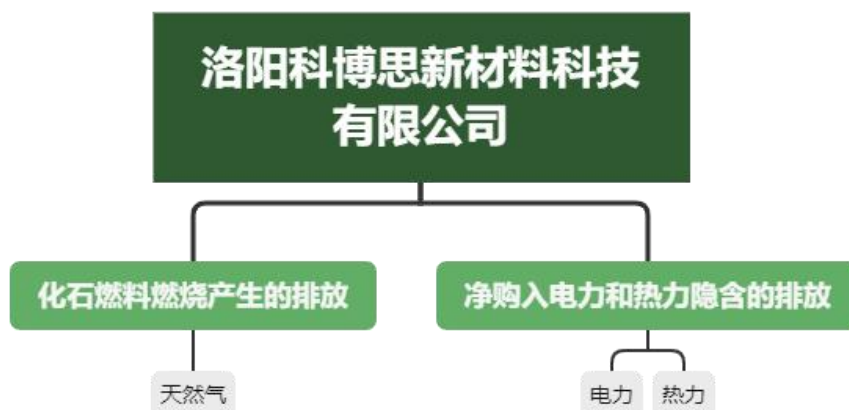 洛阳科博思新材料科技
有限公司
化石燃料燃烧产生的排放
净购入电力和热力隐含的排放
天然气
电力
热力